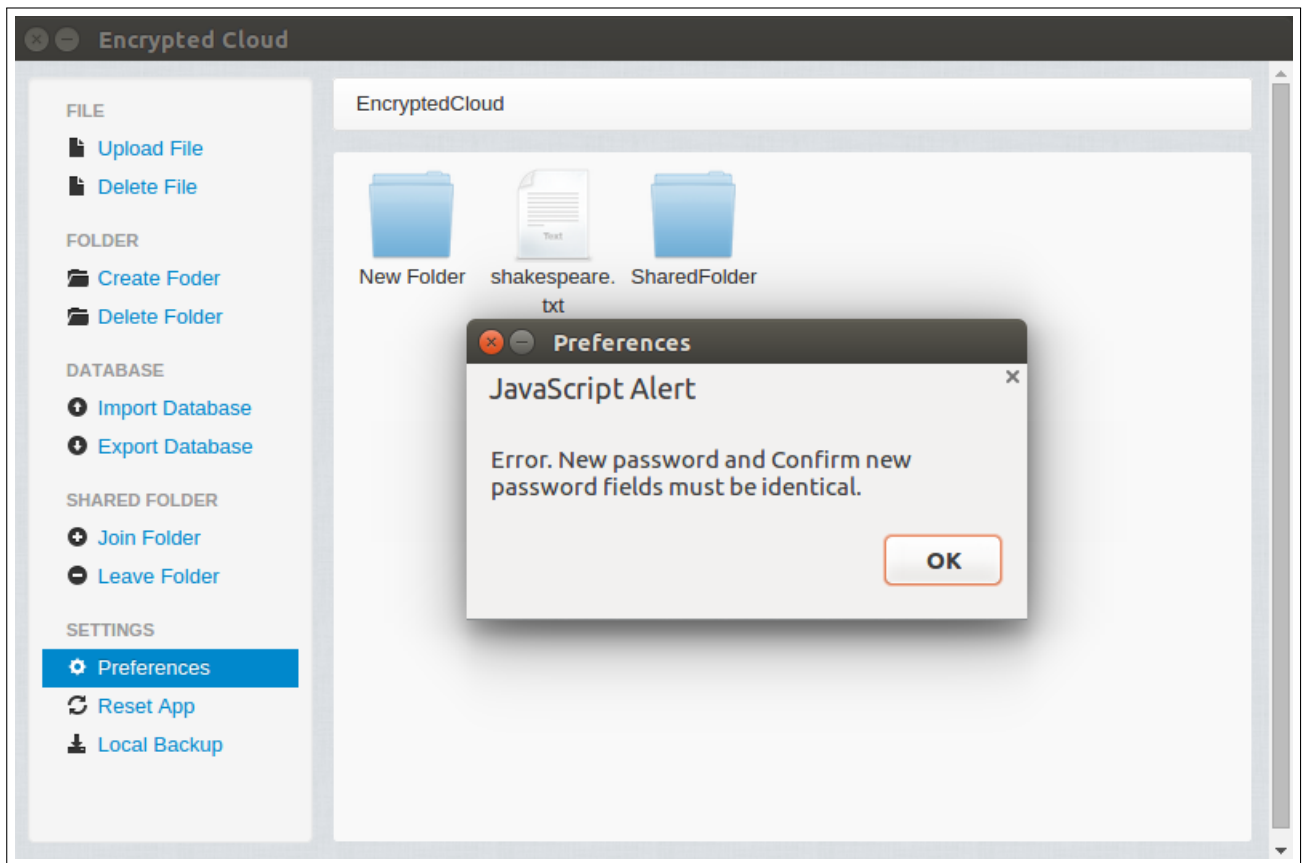 Encrypted Cloud
FILE
Upload File
Delete File
FOLDER
Create Foder
Delete Folder
DATABASE
Import Database
Export Database
SHARED FOLDER
Join Folder
Leave Folder
SETTINGS
Preferences
Reset App
Local Backup
EncryptedCloud
New Folder
Text
shakespeare.
txt
SharedFolder
Preferences
JavaScript Alert
Error. New password and Confirm new
password fields must be identical.
OK